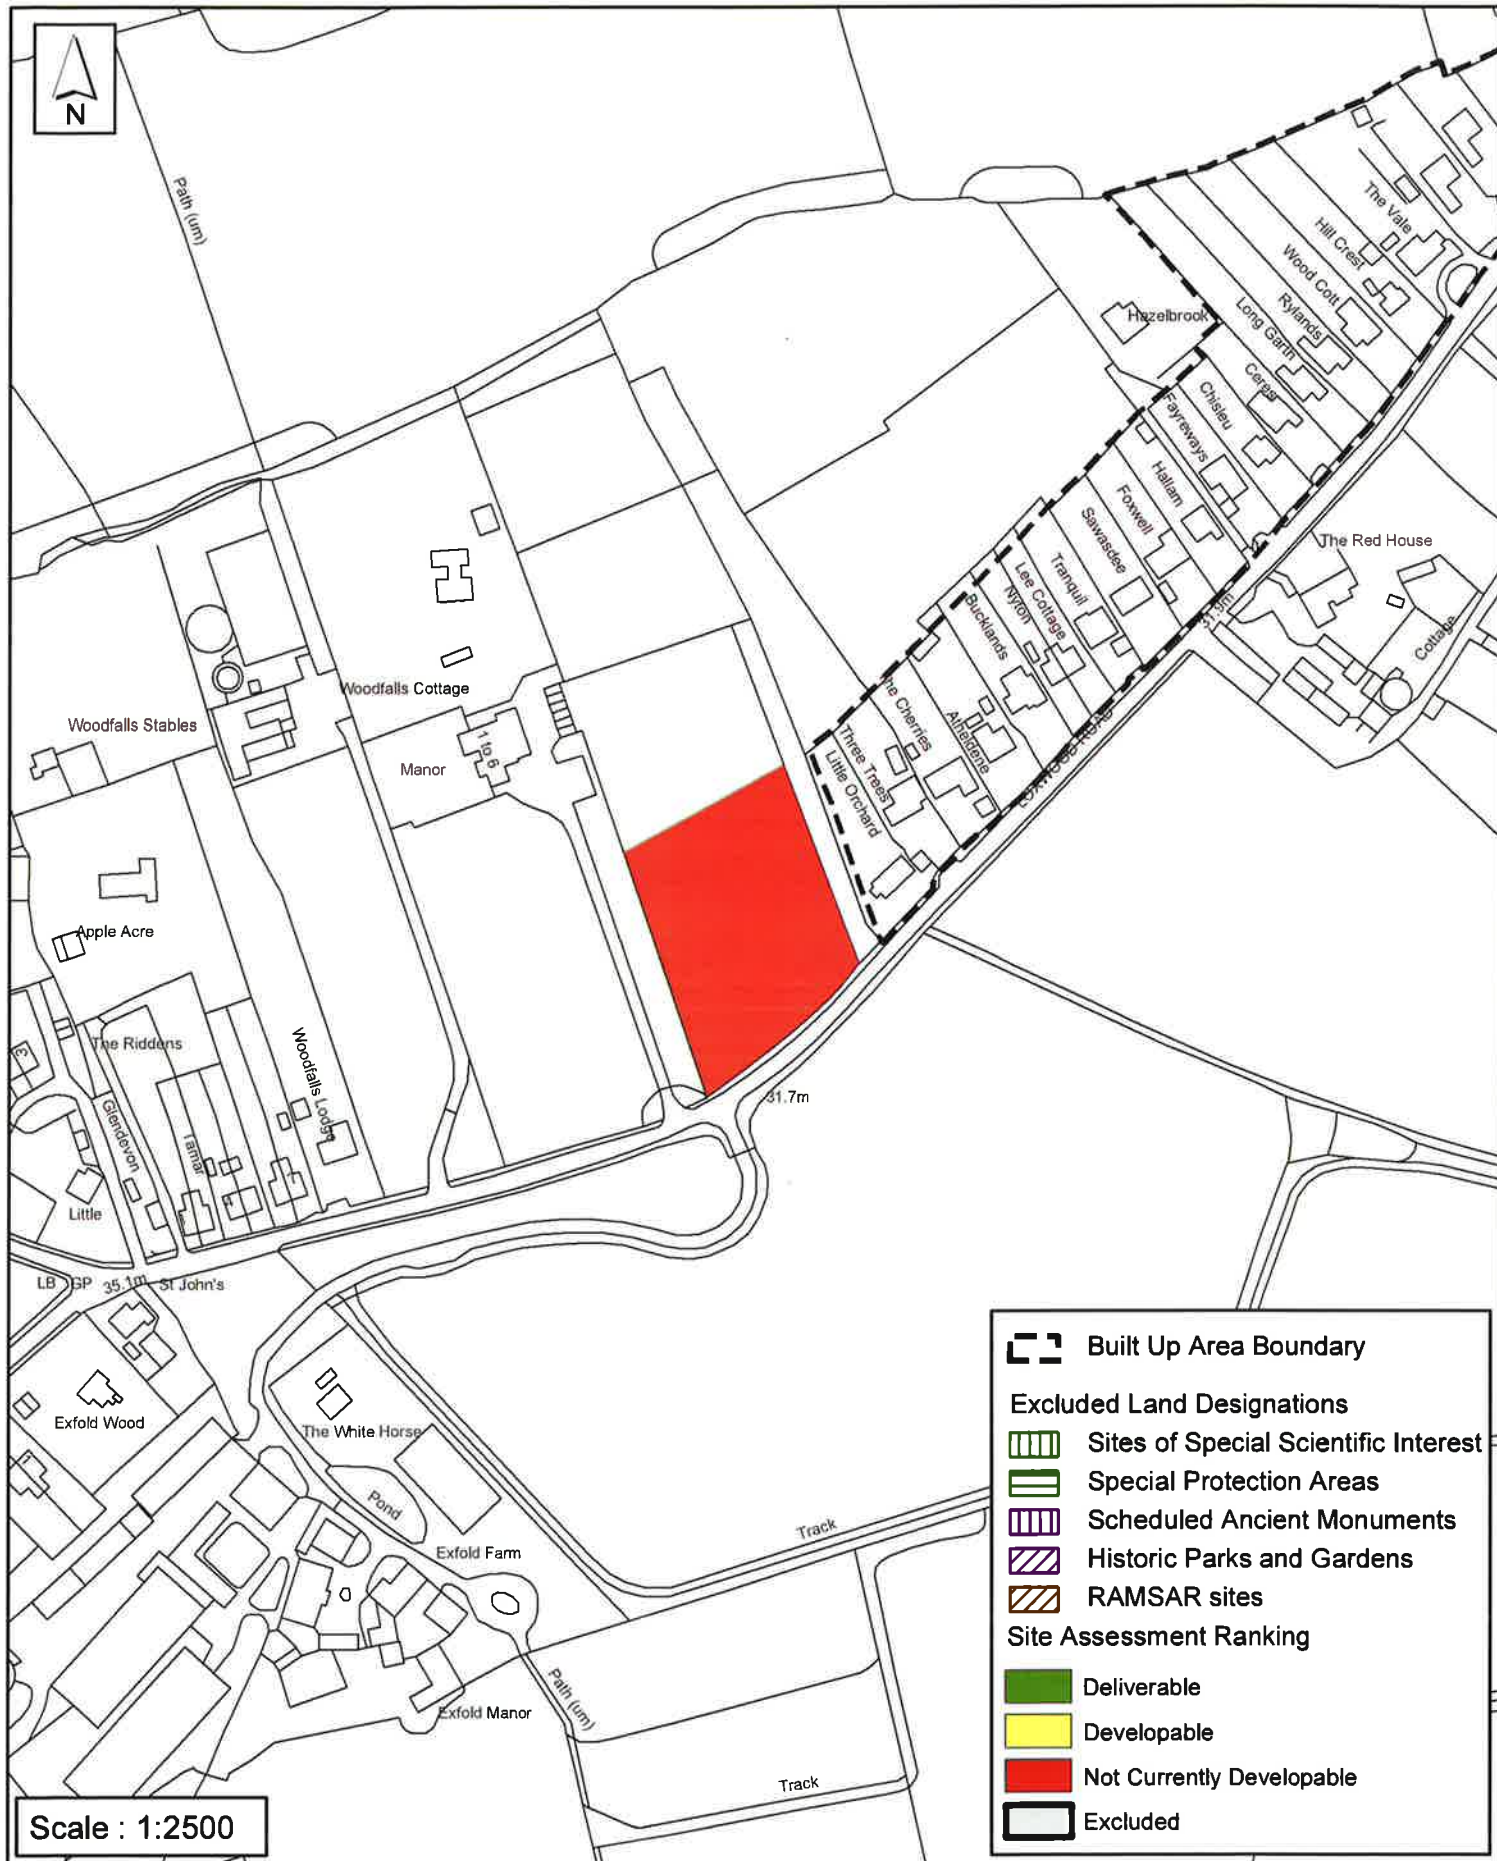 N
Path (um)
The Vale
Hill Crest
Wood Cott
Rylands
Long Garth
Hazelbrook
Ceres
Chisleu
Fayreways
Hallam
Foxwell
Sawasdee
Tranquil
Lee Cottage
Nyton
Bucklands
The Red House
31.9m
Cottage
Woodfalls Cottage
Woodfalls Stables
Manor
1 to 6
The Cherries
Atheldene
Three Trees
Little Orchard
LOXWOOD ROAD
Apple Acre
The Riddens
3
Woodfalls Lodge
Glendevon
Tamar
31.7m
Little
LB
GP
35.1m
St John's
Exfold Wood
The White Horse
Pond
Exfold Farm
Track
Path (um)
Exfold Manor
Track
Built Up Area Boundary
Excluded Land Designations
Sites of Special Scientific Interest
Special Protection Areas
Scheduled Ancient Monuments
Historic Parks and Gardens
RAMSAR sites
Site Assessment Ranking
Deliverable
Developable
Not Currently Developable
Excluded
Scale : 1:2500